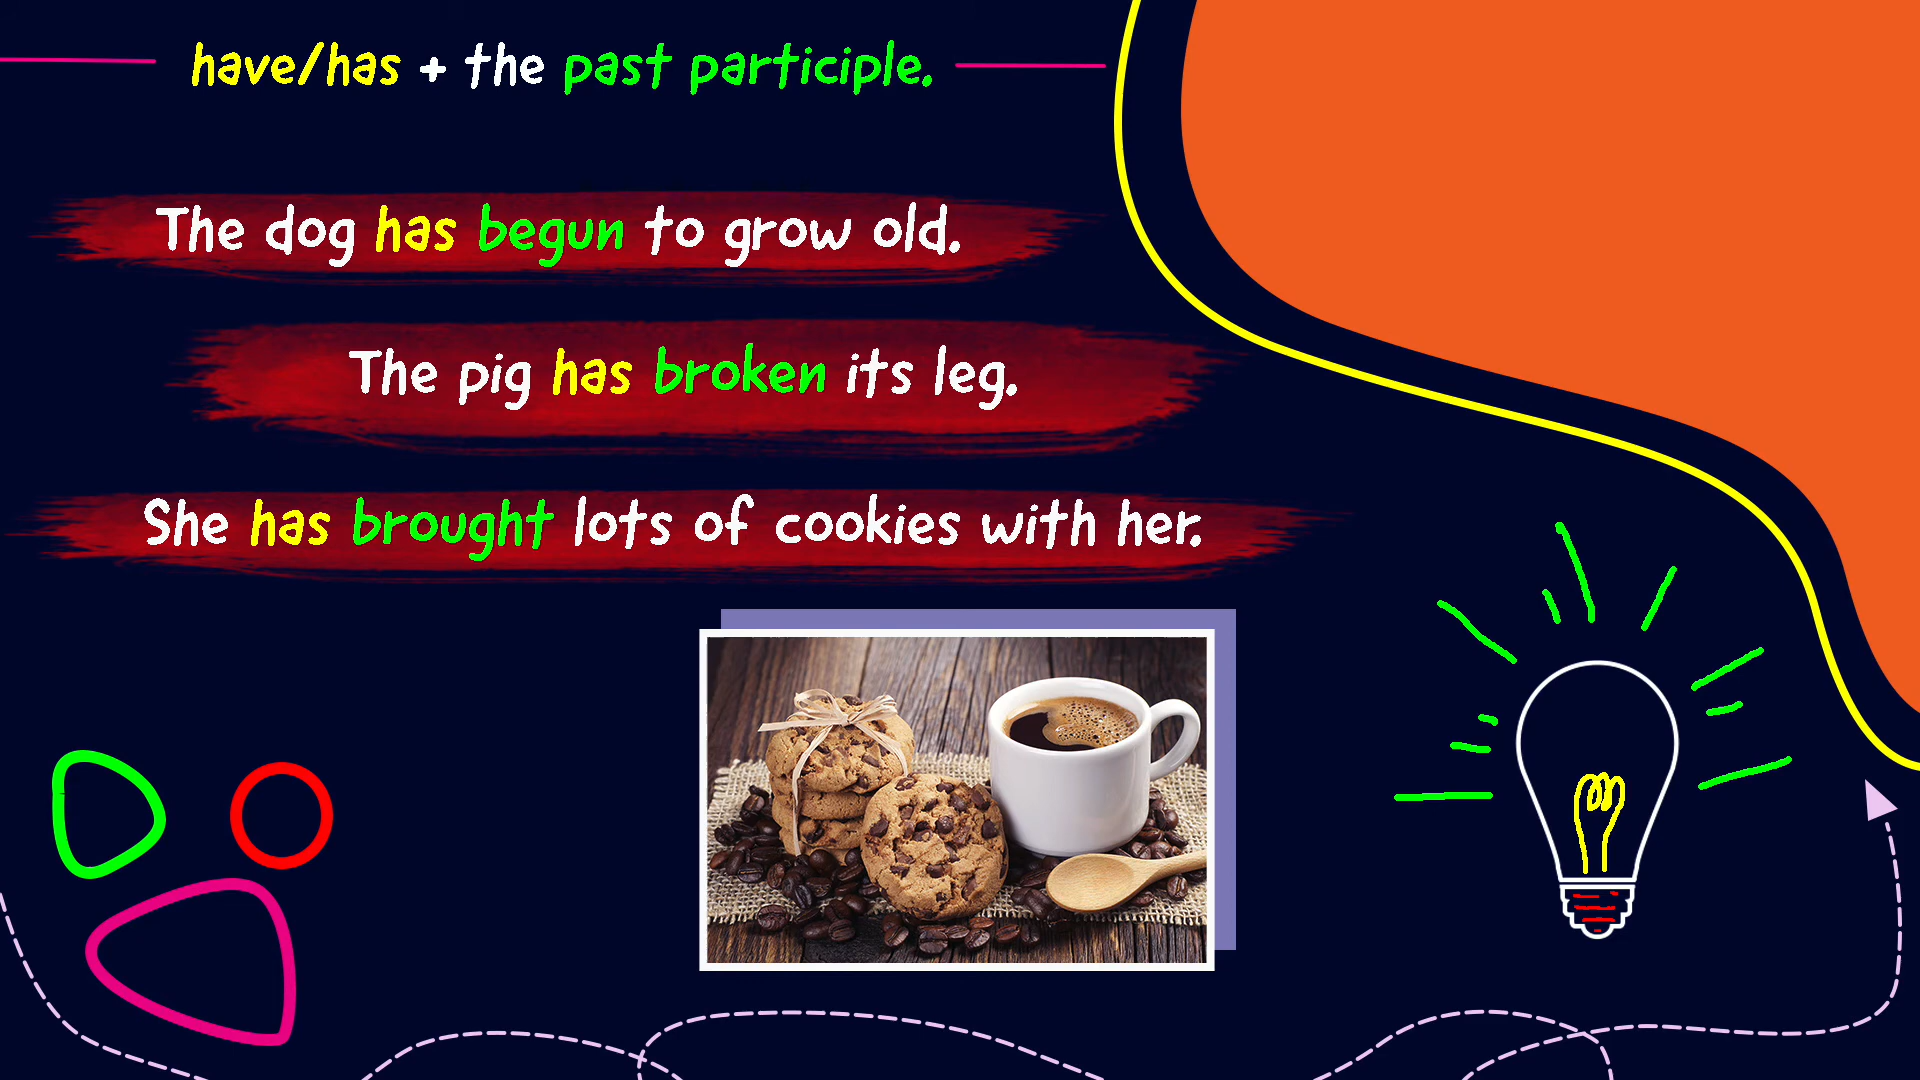 have/has + the past participle.
The dog has begun to grow old.
The pig has broken its leg.
She has brought lots of cookies with her.